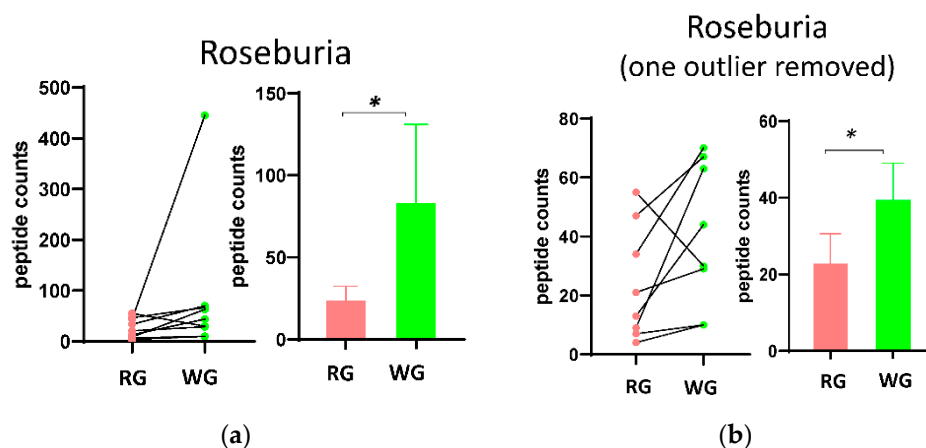 Roseburia
peptide counts
500
400
300
200
100
0
RG WG
peptide counts
150
100
50
0
*
RG WG
(a)
Roseburia
(one outlier removed)
peptide counts
80
60
40
20
0
RG WG
peptide counts
60
40
20
0
*
RG WG
(b)